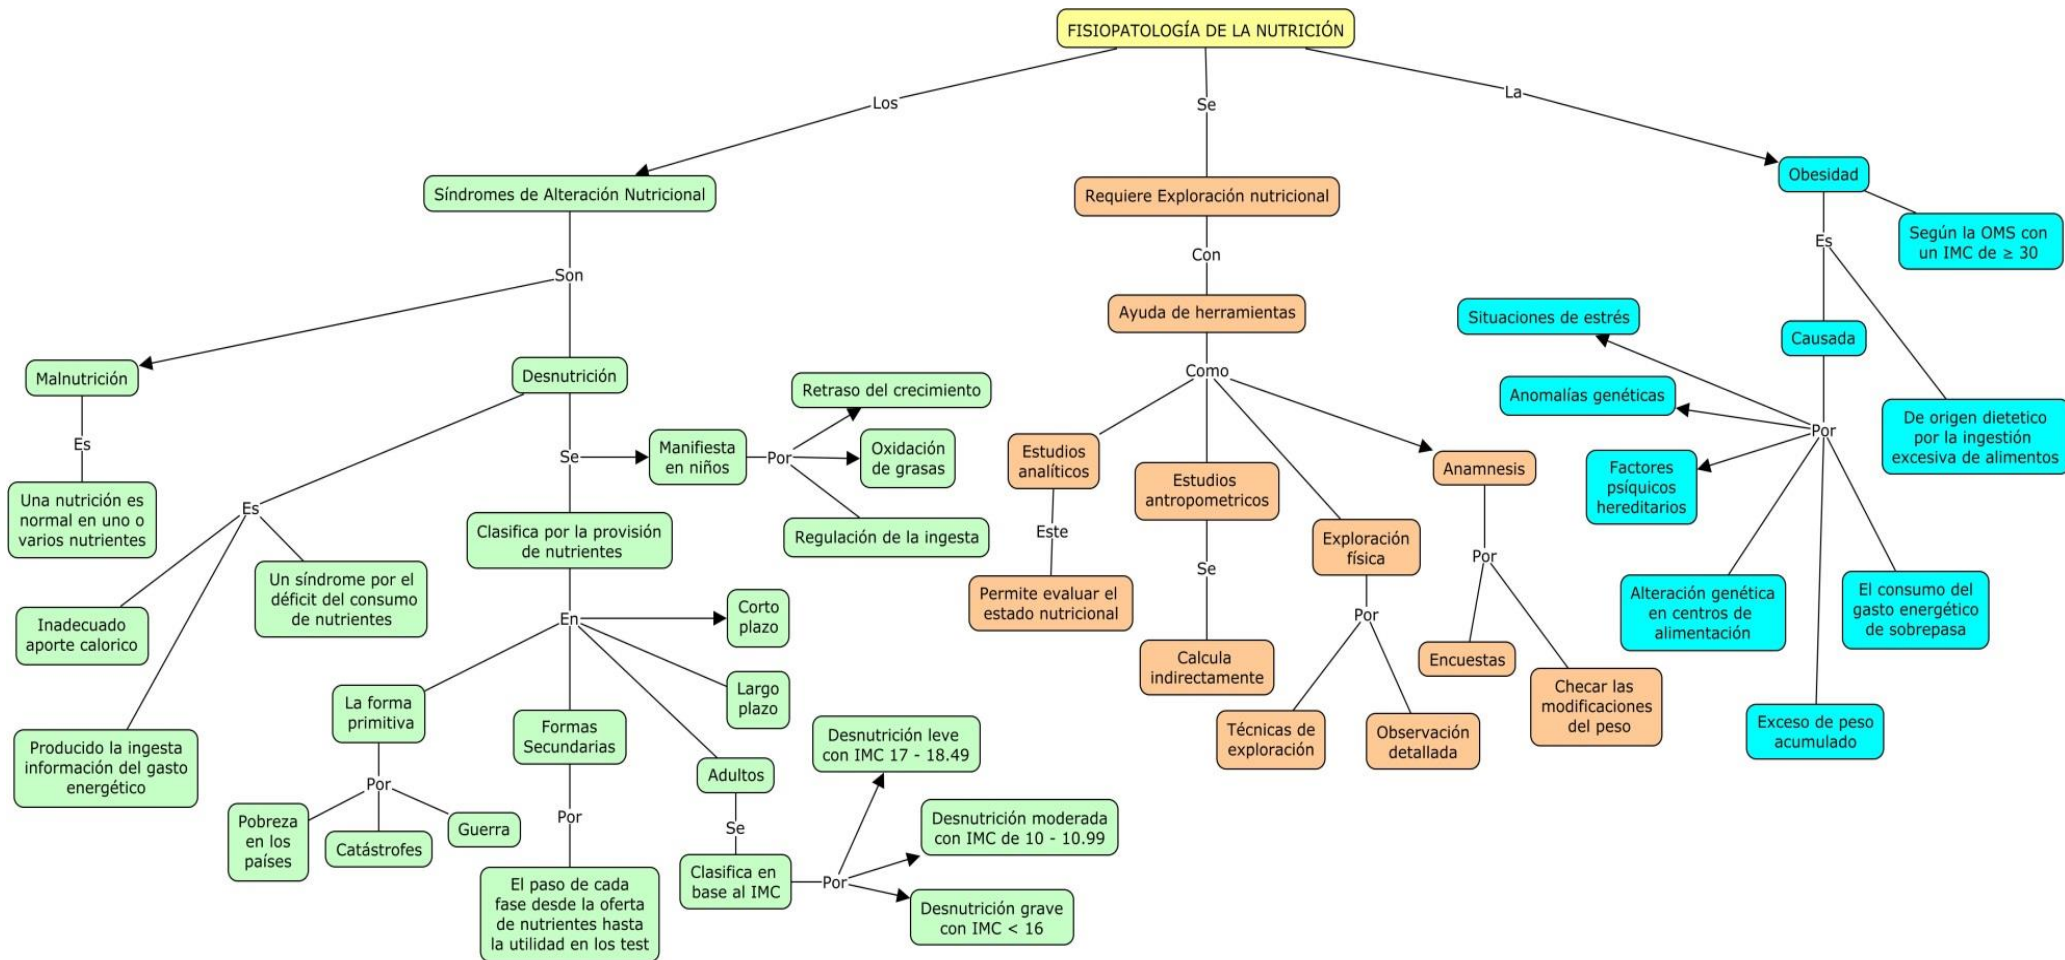 FISIOPATOLOGÍA DE LA NUTRICIÓN
Los
Se
La
Síndromes de Alteración Nutricional
Son
Malnutrición
Es
Una nutrición es
normal en uno o
varios nutrientes
Desnutrición
Es
Inadecuado
aporte calorico
Producido la ingesta
información del gasto
energético
Un síndrome por el
déficit del consumo
de nutrientes
Se
Manifiesta
en niños
Por
Retraso del crecimiento
Oxidación
de grasas
Regulación de la ingesta
Clasifica por la provisión
de nutrientes
En
Corto
plazo
Largo
plazo
La forma
primitiva
Por
Pobreza
en los
países
Catástrofes
Guerra
Formas
Secundarias
Por
El paso de cada
fase desde la oferta
de nutrientes hasta
la utilidad en los test
Adultos
Se
Clasifica en
base al IMC
Por
Desnutrición leve
con IMC 17 - 18.49
Desnutrición moderada
con IMC de 10 - 10.99
Desnutrición grave
con IMC < 16
Requiere Exploración nutricional
Con
Ayuda de herramientas
Como
Estudios
analíticos
Este
Permite evaluar el
estado nutricional
Estudios
antropometricos
Se
Calcula
indirectamente
Exploración
física
Por
Técnicas de
exploración
Observación
detallada
Anamnesis
Por
Encuestas
Checar las
modificaciones
del peso
Obesidad
Según la OMS con
un IMC de ≥ 30
Es
Causada
De origen dietetico
por la ingestión
excesiva de alimentos
Por
Situaciones de estrés
Anomalías genéticas
Factores
psíquicos
hereditarios
Alteración genética
en centros de
alimentación
Exceso de peso
acumulado
El consumo del
gasto energético
de sobrepasa